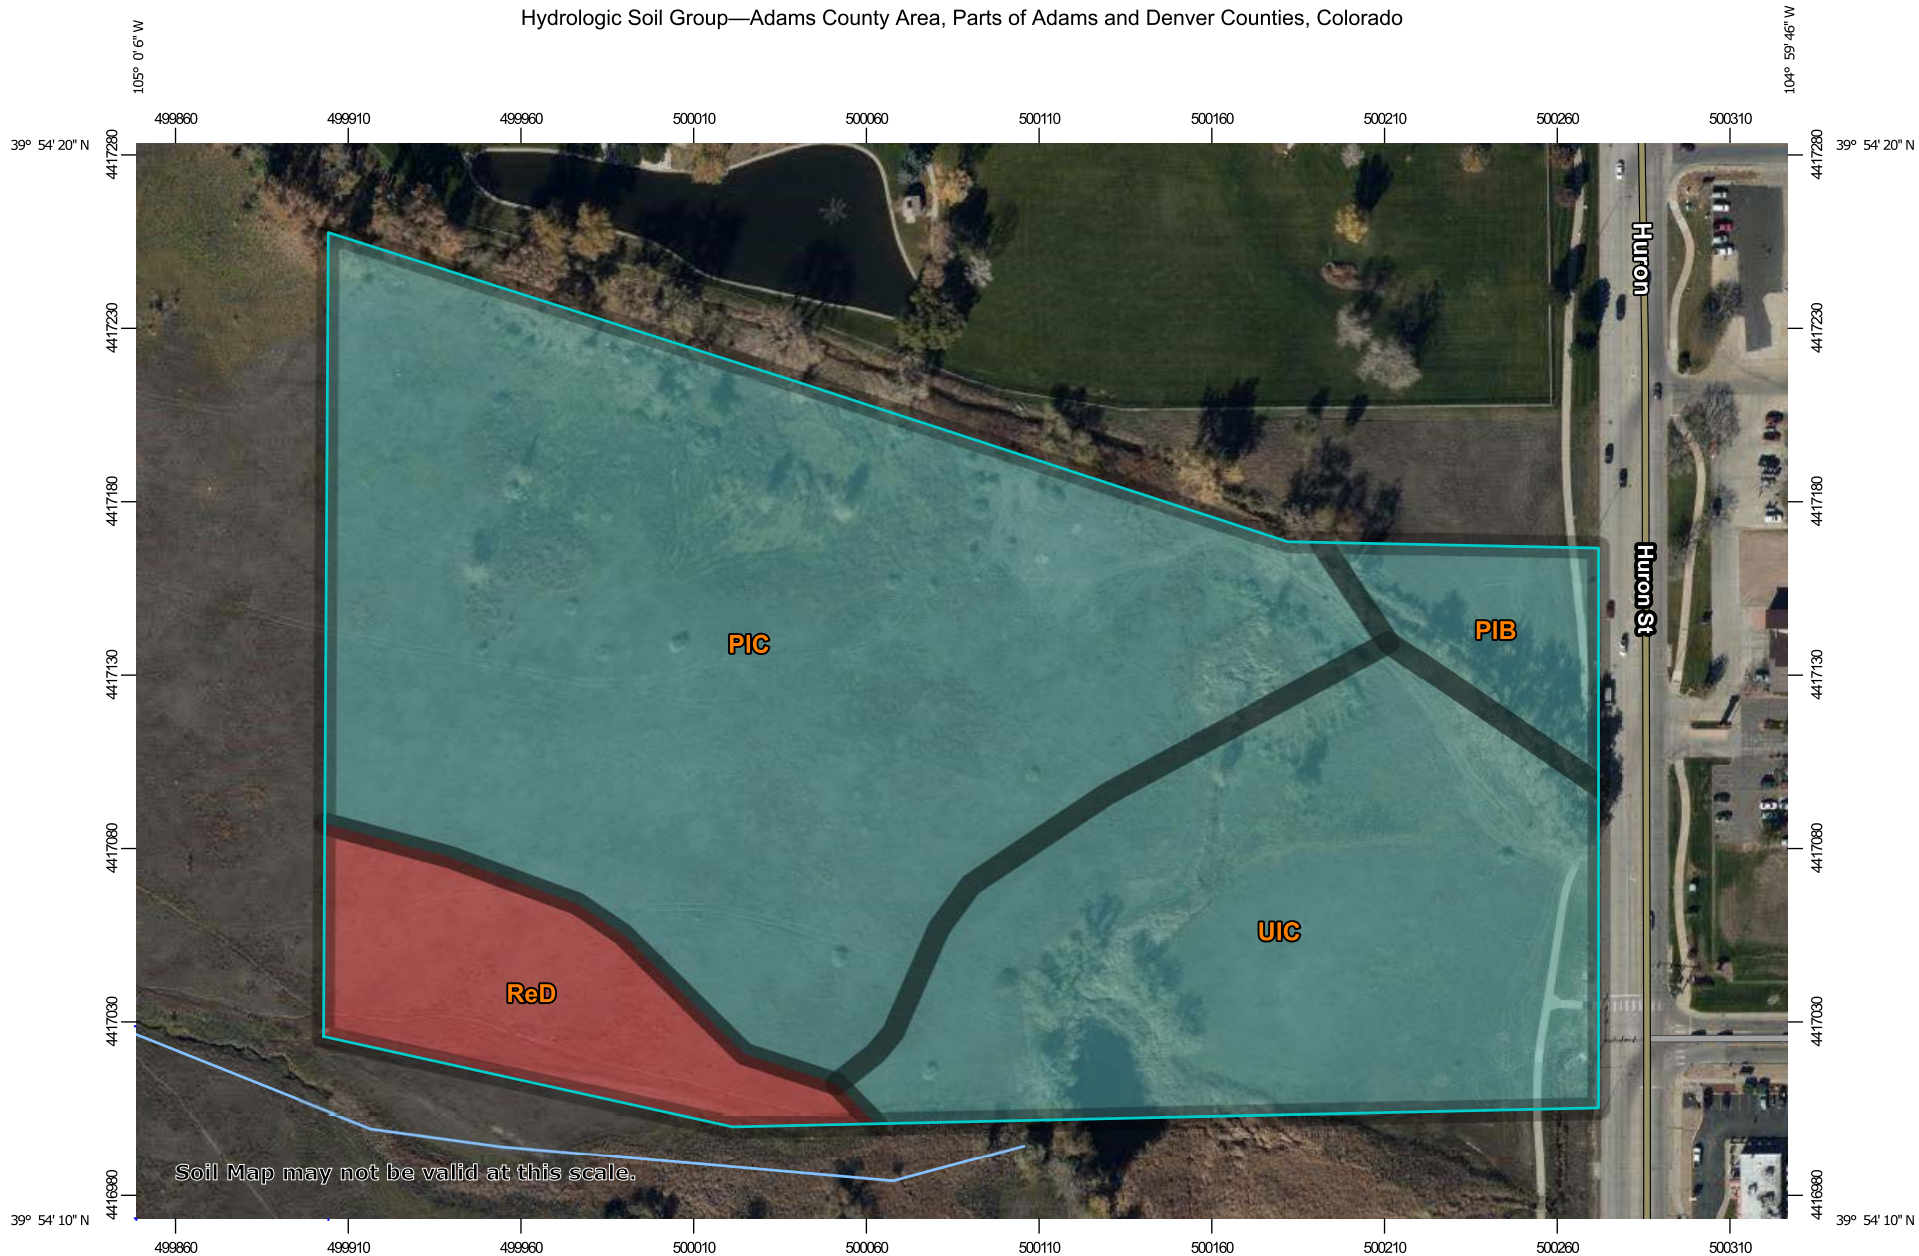 Hydrologic Soil Group—Adams County Area, Parts of Adams and Denver Counties, Colorado
105° 0' 6'' W
104° 59' 46'' W
499860 499910 499960 500010 500060 500110 500160 500210 500260 500310
39° 54' 20'' N
39° 54' 20'' N
4417280
4417280
Huron
4417230
4417230
4417180
4417180
Huron St
PlB
PlC
4417130
4417130
4417080
4417080
UlC
ReD
4417030
4417030
Soil Map may not be valid at this scale.
4416980
4416980
39° 54' 10'' N
39° 54' 10'' N
499860 499910 499960 500010 500060 500110 500160 500210 500260 500310